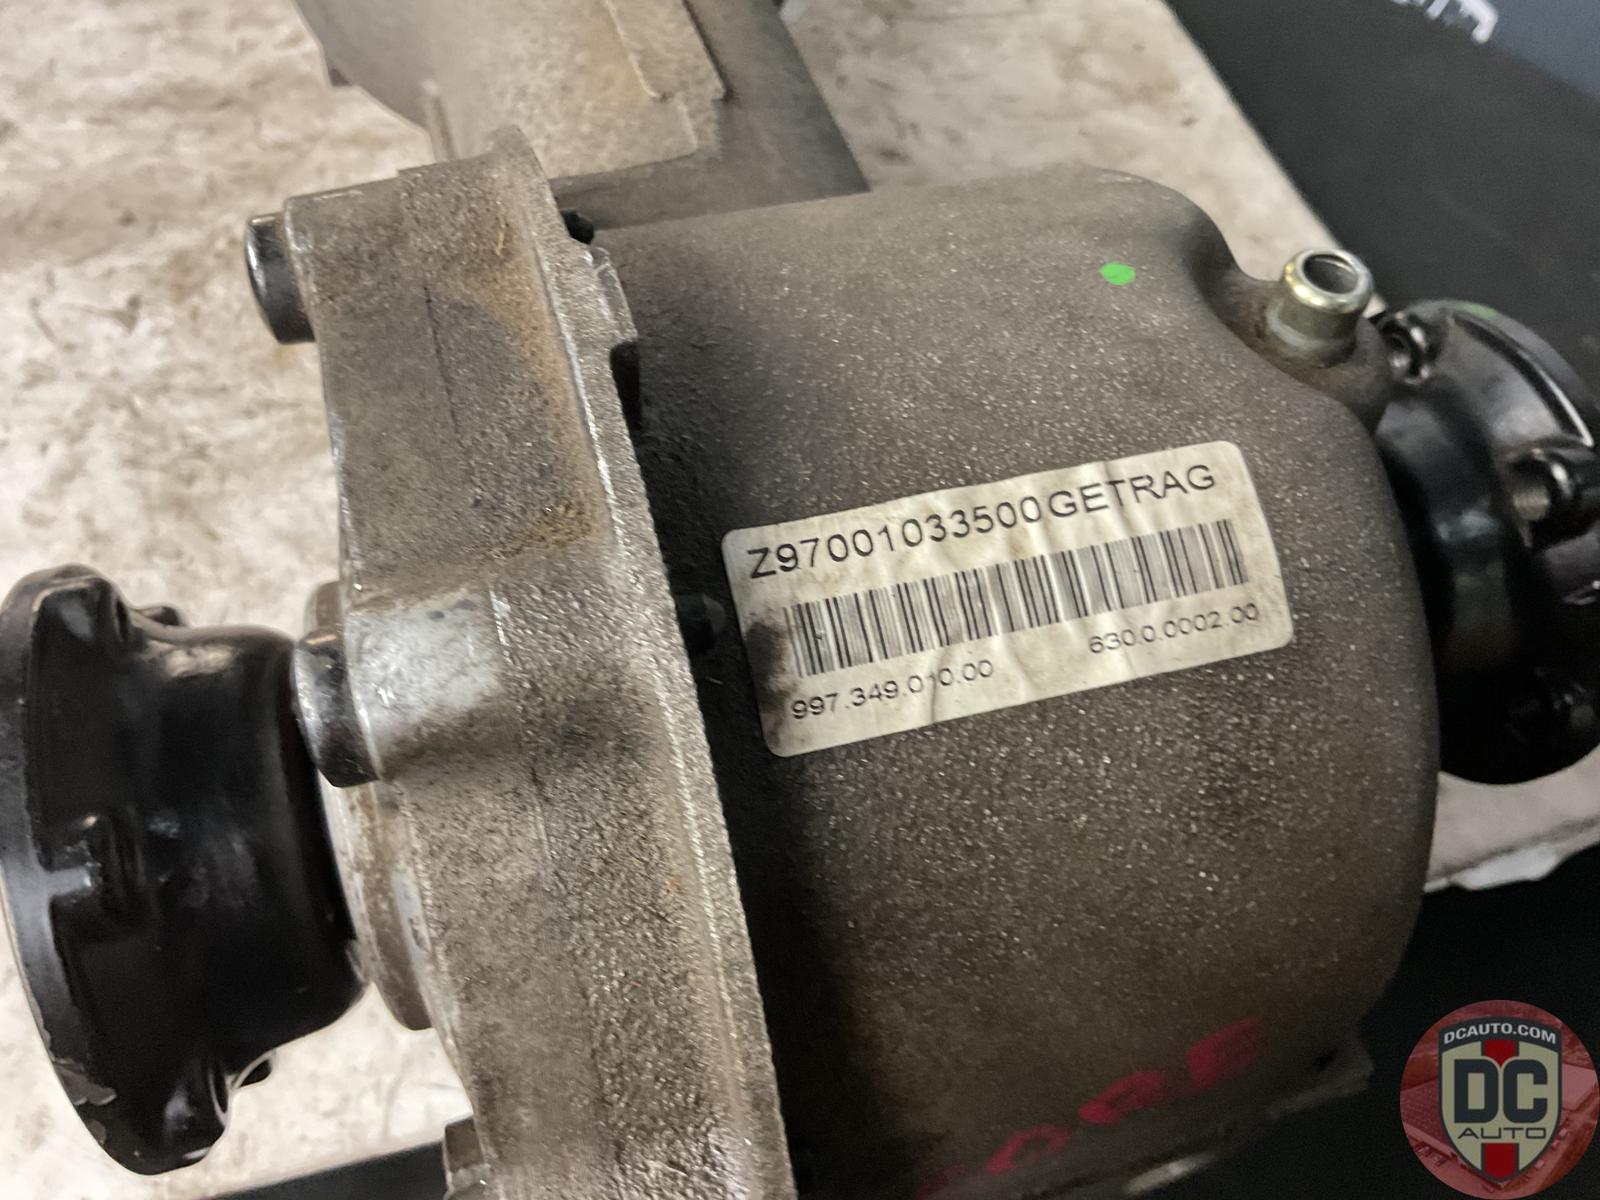 Z97001033500GETRAG
997.349.010.00
630.0.0002.00
DCAUTO.COM
DC
AUTO